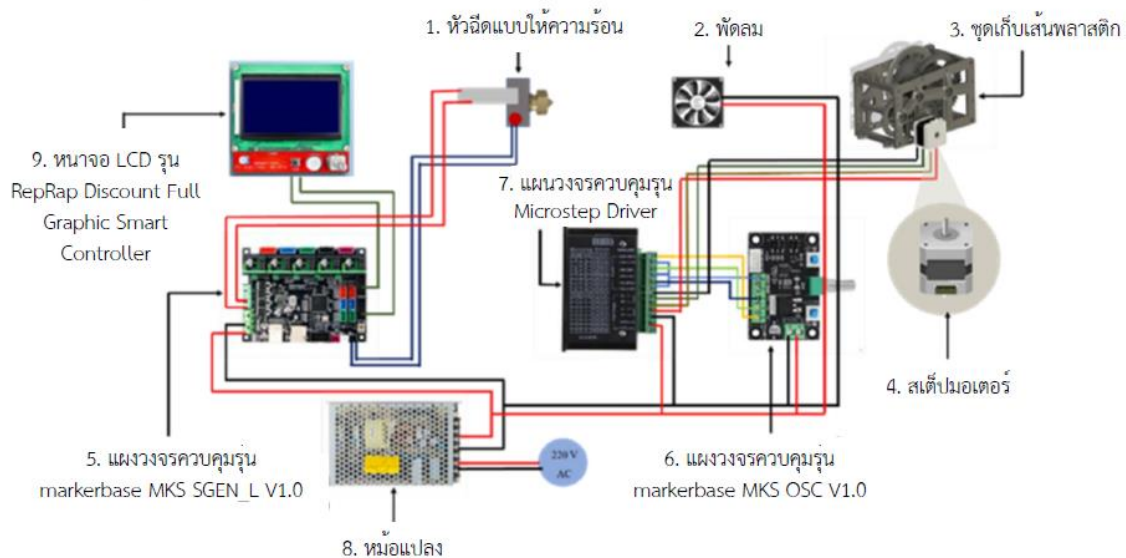 1. หัวฉีดแบบให้ความร้อน
2. พัดลม
3. ชุดเก็บเส้นพลาสติก
9. หนาจอ LCD รุน
RepRap Discount Full
Graphic Smart
Controller
7. แผนวงจรควบคุมรุน
Microstep Driver
4. สเต็ปมอเตอร์
5. แผงวงจรควบคุมรุ่น
markerbase MKS SGEN_L V1.0
220 V
AC
6. แผงวงจรควบคุมรุ่น
markerbase MKS OSC V1.0
8. หม้อแปลง